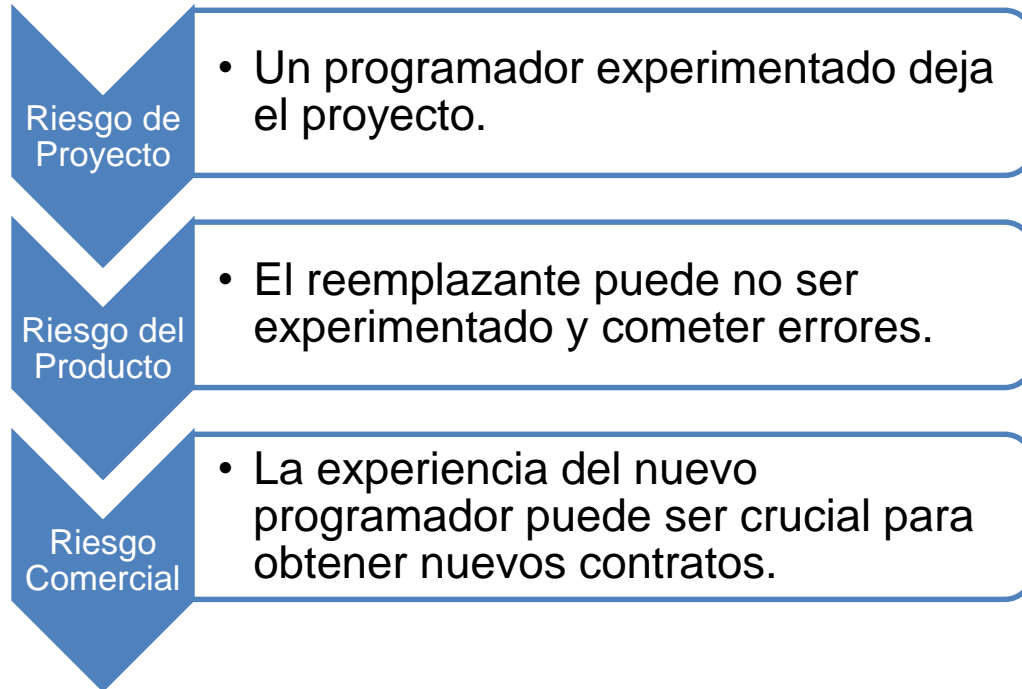 Riesgo de
Proyecto
• Un programador experimentado deja
el proyecto.
Riesgo del
Producto
• El reemplazante puede no ser
experimentado y cometer errores.
Riesgo
Comercial
• La experiencia del nuevo
programador puede ser crucial para
obtener nuevos contratos.